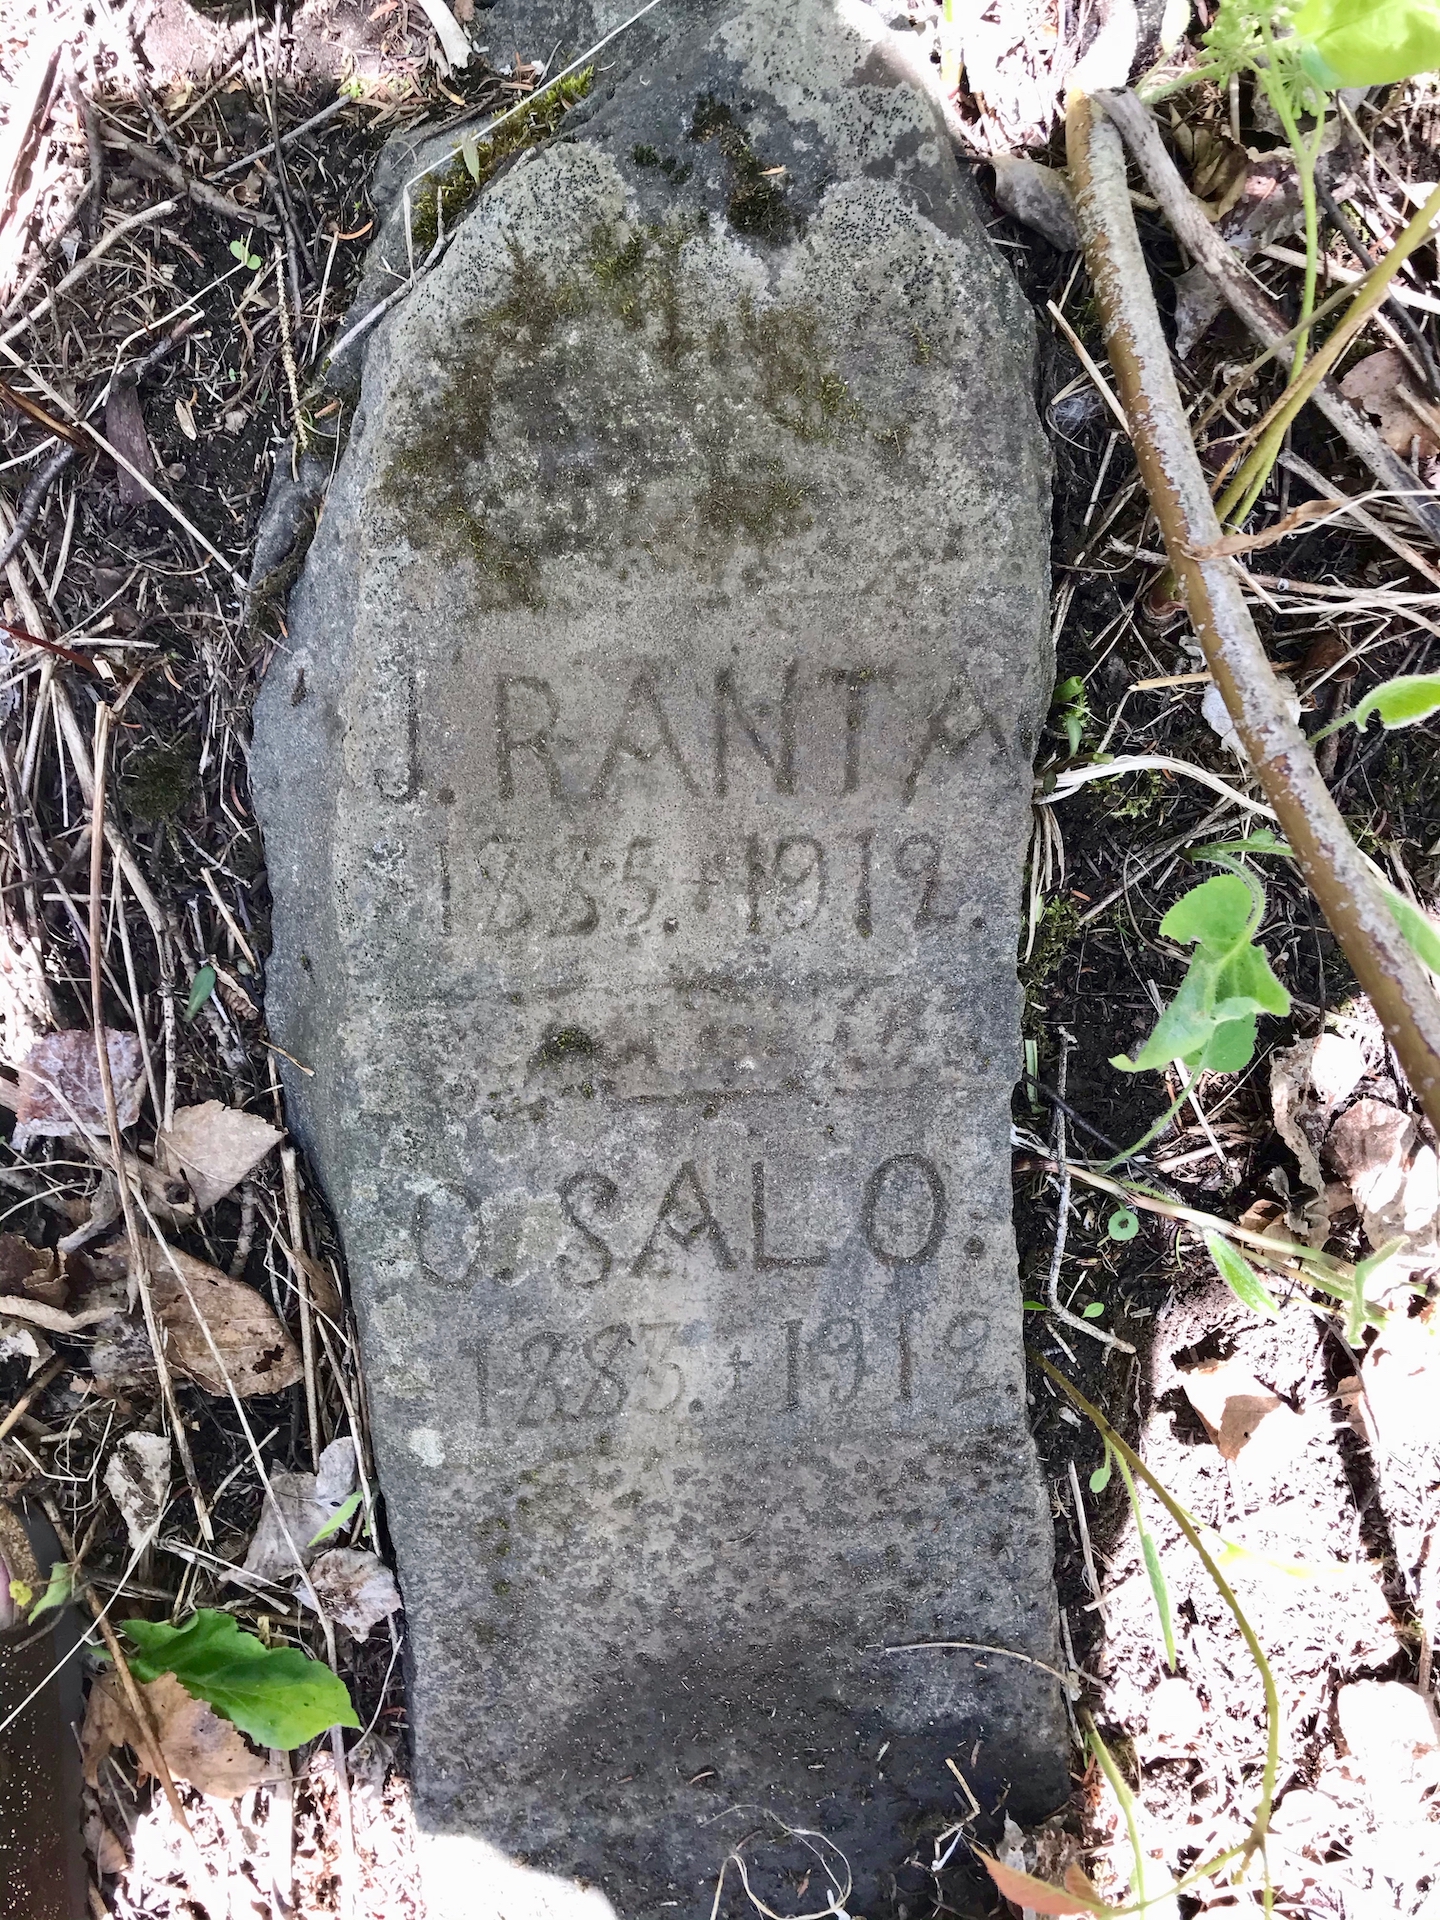 J. RANTA
1885. + 1912.
O. SALO.
1883. + 1912